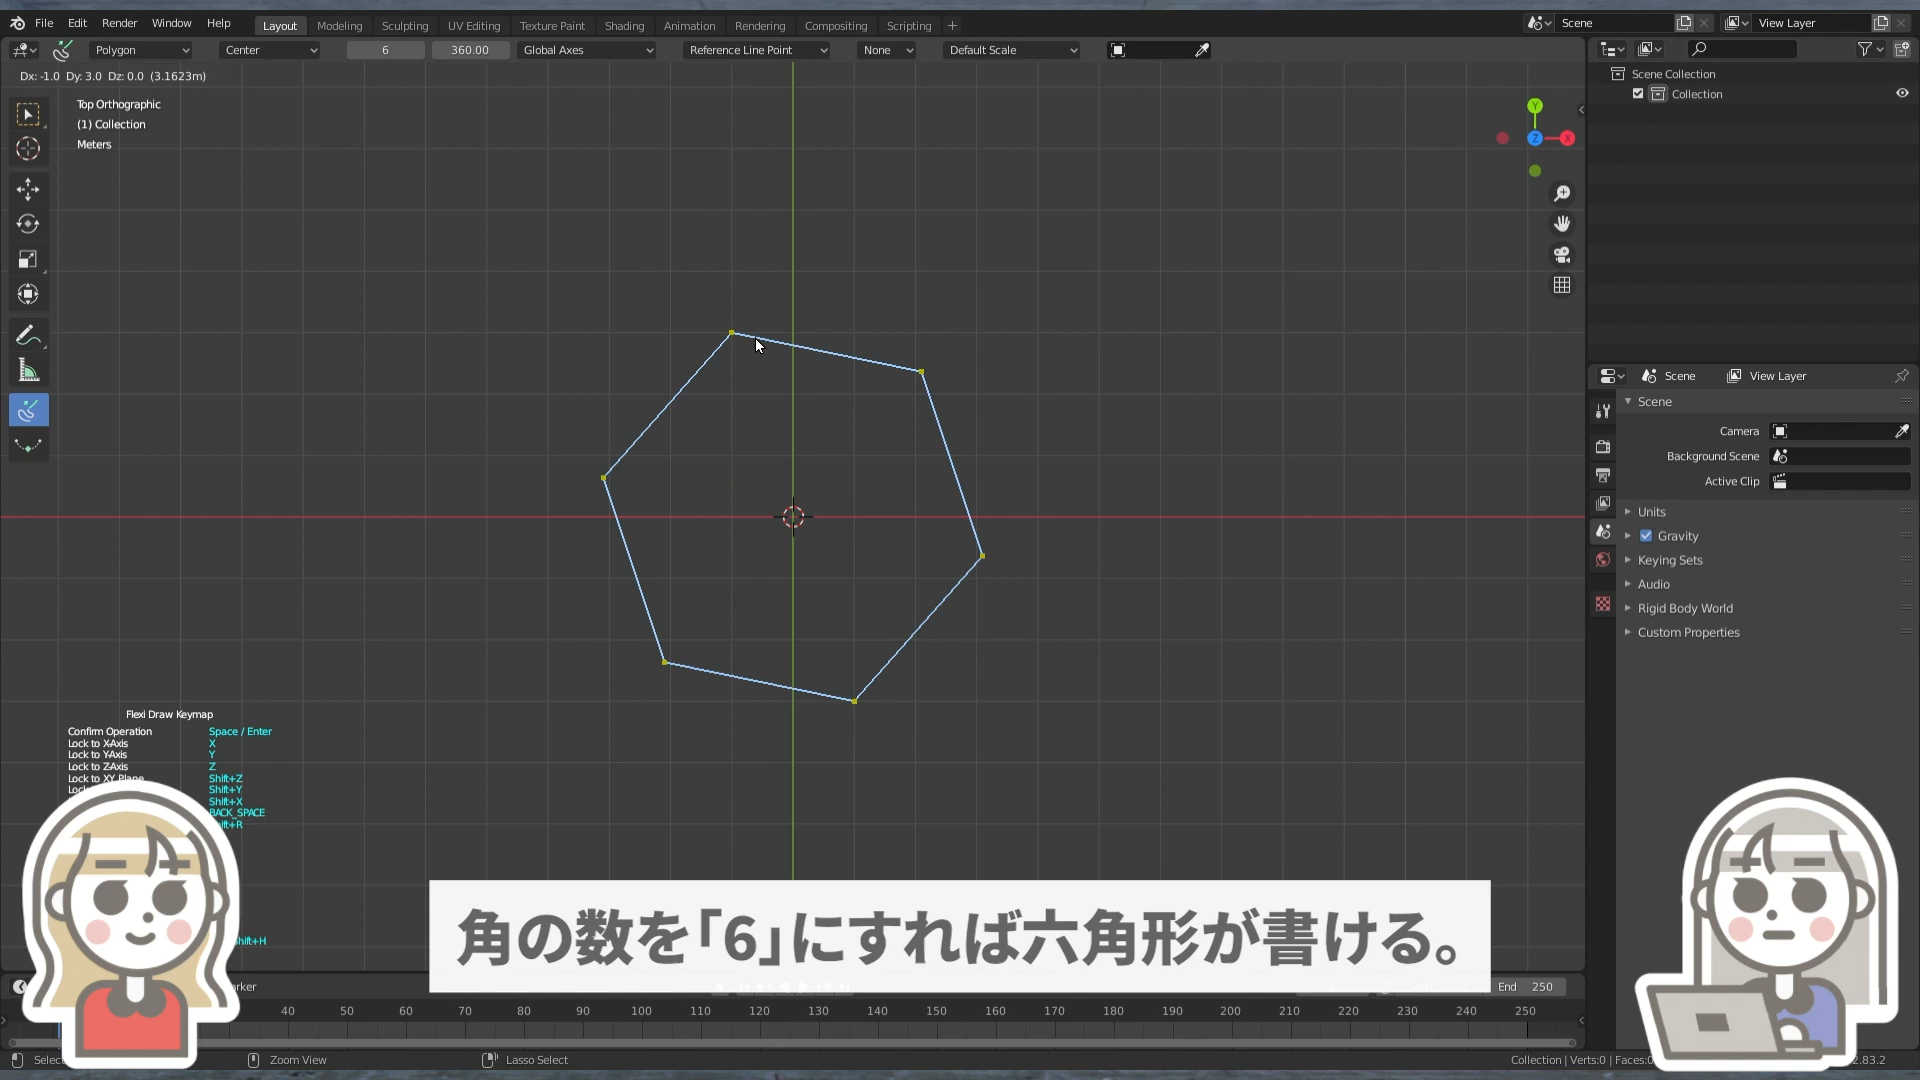 File Edit Render Window Help
Layout Modeling Sculpting UV Editing Texture Paint Shading Animation Rendering Compositing Scripting +
Scene
View Layer
Polygon Center 6 360.00 Global Axes Reference Line Point None Default Scale
Dx: -1.0 Dy: 3.0 Dz: 0.0 (3.1623m)
Top Orthographic
(1) Collection
Meters
Y
Z
X
Scene Collection
Collection
Scene View Layer
Scene
Camera
Background Scene
Active Clip
Units
Gravity
Keying Sets
Audio
Rigid Body World
Custom Properties
Flexi Draw Keymap
Confirm Operation Space / Enter
Lock to X-Axis X
Lock to Y-Axis Y
Lock to Z-Axis Z
Lock to XY Plane Shift+Z
Shift+Y
Shift+X
BACK_SPACE
角の数を「6」にすれば六角形が書ける。
End 250
40 50 60 70 80 90 100 110 120 130 140 150 160 170 180 190 200 210 220 230 240 250
Zoom View
Lasso Select
Collection | Verts:0 | Faces:0